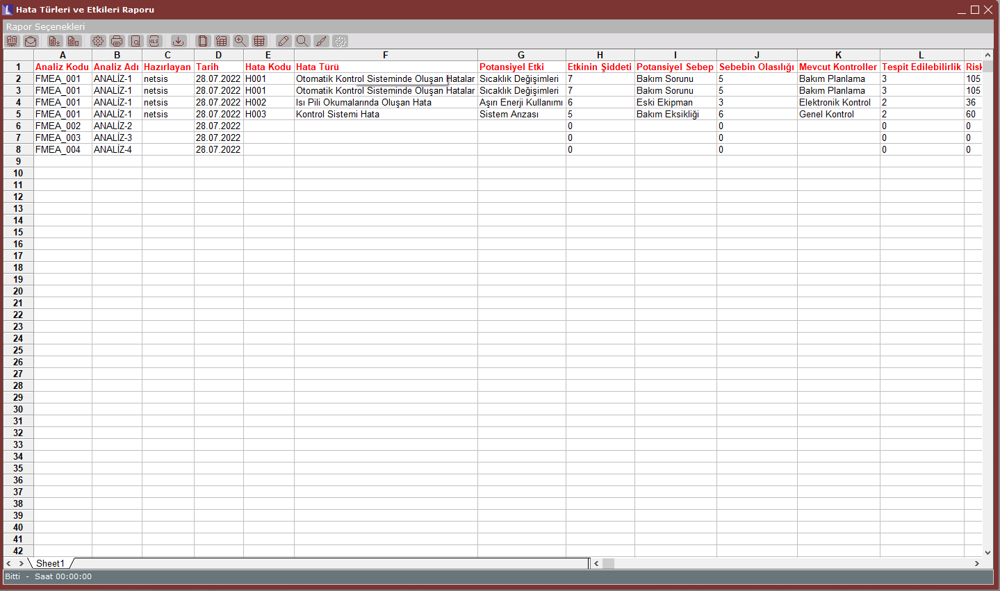 Hata Türleri ve Etkileri Raporu
Rapor Seçenekleri
XLS
A B C D E F G H I J K L
1 Analiz Kodu Analiz Adı Hazırlayan Tarih Hata Kodu Hata Türü Potansiyel Etki Etkinin Şiddeti Potansiyel Sebep Sebebin Olasılığı Mevcut Kontroller Tespit Edilebilirlik Risk
2 FMEA_001 ANALİZ-1 netsis 28.07.2022 H001 Otomatik Kontrol Sisteminde Oluşan Hatalar Sıcaklık Değişimleri 7 Bakım Sorunu 5 Bakım Planlama 3 105
3 FMEA_001 ANALİZ-1 netsis 28.07.2022 H001 Otomatik Kontrol Sisteminde Oluşan Hatalar Sıcaklık Değişimleri 7 Bakım Sorunu 5 Bakım Planlama 3 105
4 FMEA_001 ANALİZ-1 netsis 28.07.2022 H002 Isı Pili Okumalarında Oluşan Hata Aşırı Enerji Kullanımı 6 Eski Ekipman 3 Elektronik Kontrol 2 36
5 FMEA_001 ANALİZ-1 netsis 28.07.2022 H003 Kontrol Sistemi Hata Sistem Arızası 5 Bakım Eksikliği 6 Genel Kontrol 2 60
6 FMEA_002 ANALİZ-2 28.07.2022 0 0 0 0
7 FMEA_003 ANALİZ-3 28.07.2022 0 0 0 0
8 FMEA_004 ANALİZ-4 28.07.2022 0 0 0 0
9
10
11
12
13
14
15
16
17
18
19
20
21
22
23
24
25
26
27
28
29
30
31
32
33
34
35
36
37
38
39
40
41
42
Sheet1
Bitti - Saat 00:00:00